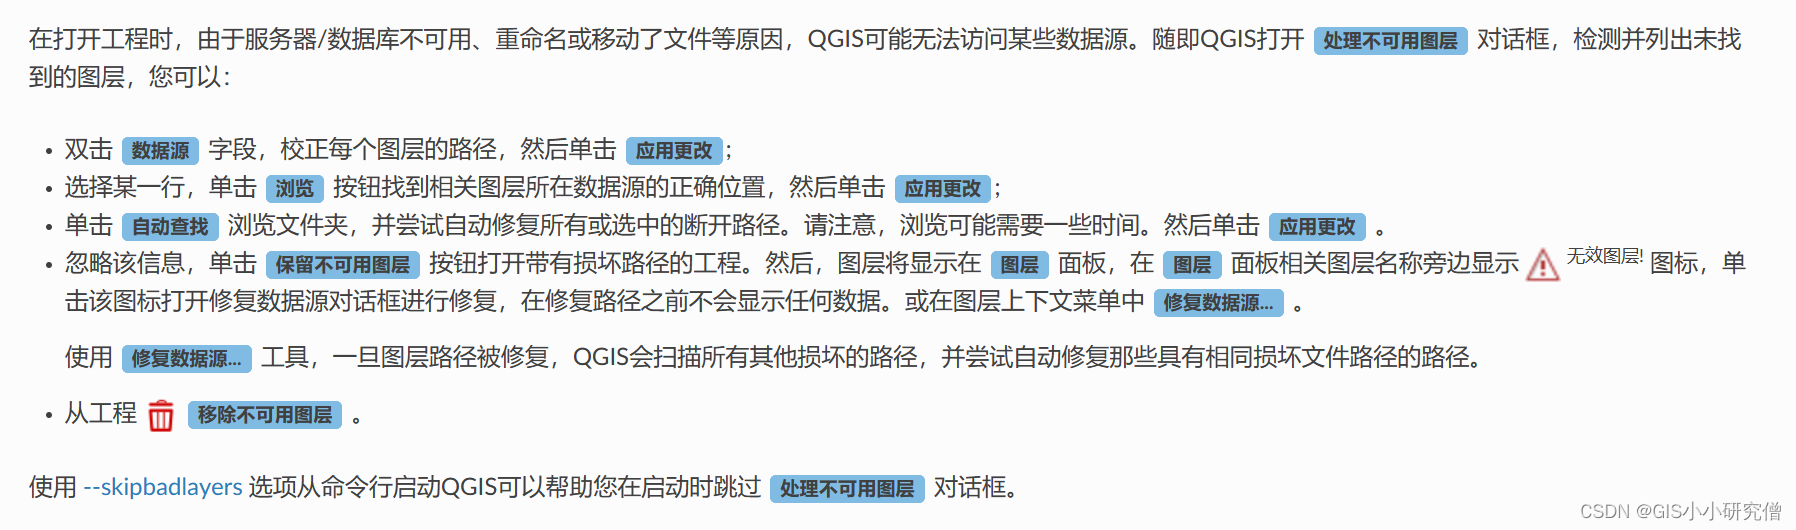 在打开工程时，由于服务器/数据库不可用、重命名或移动了文件等原因，QGIS可能无法访问某些数据源。随即QGIS打开 处理不可用图层 对话框，检测并列出未找
到的图层，您可以：
• 双击 数据源 字段，校正每个图层的路径，然后单击 应用更改；
• 选择某一行，单击 浏览 按钮找到相关图层所在数据源的正确位置，然后单击 应用更改；
• 单击 自动查找 浏览文件夹，并尝试自动修复所有或选中的断开路径。请注意，浏览可能需要一些时间。然后单击 应用更改 。
• 忽略该信息，单击 保留不可用图层 按钮打开带有损坏路径的工程。然后，图层将显示在 图层 面板，在 图层 面板相关图层名称旁边显示 无效图层! 图标，单
击该图标打开修复数据源对话框进行修复，在修复路径之前不会显示任何数据。或在图层上下文菜单中 修复数据源... 。
使用 修复数据源... 工具，一旦图层路径被修复，QGIS会扫描所有其他损坏的路径，并尝试自动修复那些具有相同损坏文件路径的路径。
• 从工程 移除不可用图层 。
使用 --skipbadlayers 选项从命令行启动QGIS可以帮助您在启动时跳过 处理不可用图层 对话框。
CSDN @GIS小小研究僧